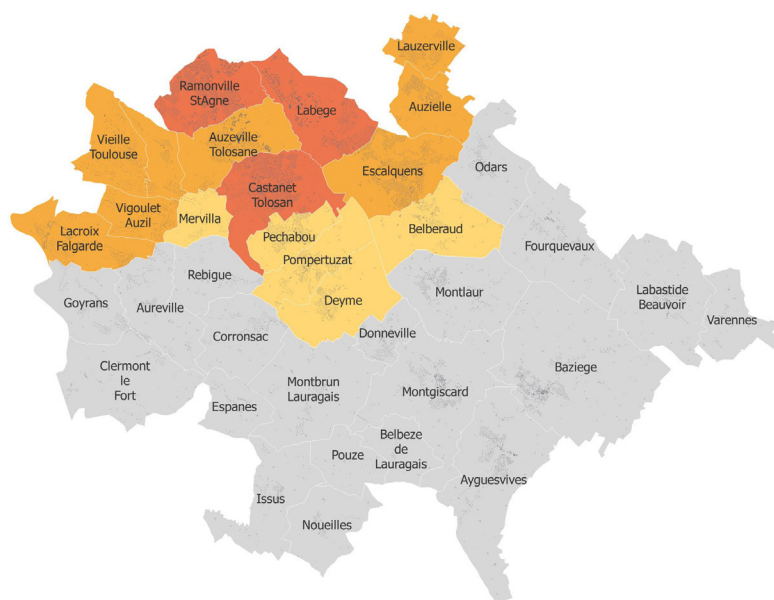 Lauzerville
Ramonville
StAgne
Labege
Auzielle
Auzeville
Tolosane
Vieille
Toulouse
Escalquens
Odars
Castanet
Tolosan
Vigoulet
Auzil
Mervilla
Lacroix
Falgarde
Pechabou
Belberaud
Fourquevaux
Pompertuzat
Rebigue
Goyrans
Aureville
Deyme
Montlaur
Labastide
Beauvoir
Varennes
Corronsac
Donneville
Clermont
le
Fort
Montbrun
Lauragais
Montgiscard
Baziege
Espanes
Belbeze
de
Lauragais
Pouze
Ayguesvives
Issus
Noueilles